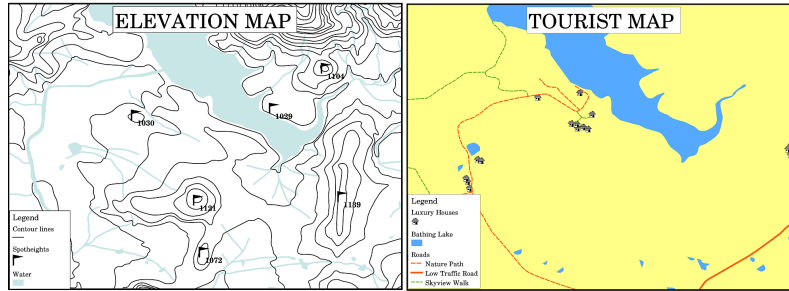 ELEVATION MAP
1104
1030
1029
1121
1139
1072
Legend
Contour lines
Spotheights
Water
TOURIST MAP
Legend
Luxury Houses
Bathing Lake
Roads
Nature Path
Low Traffic Road
Skyview Walk